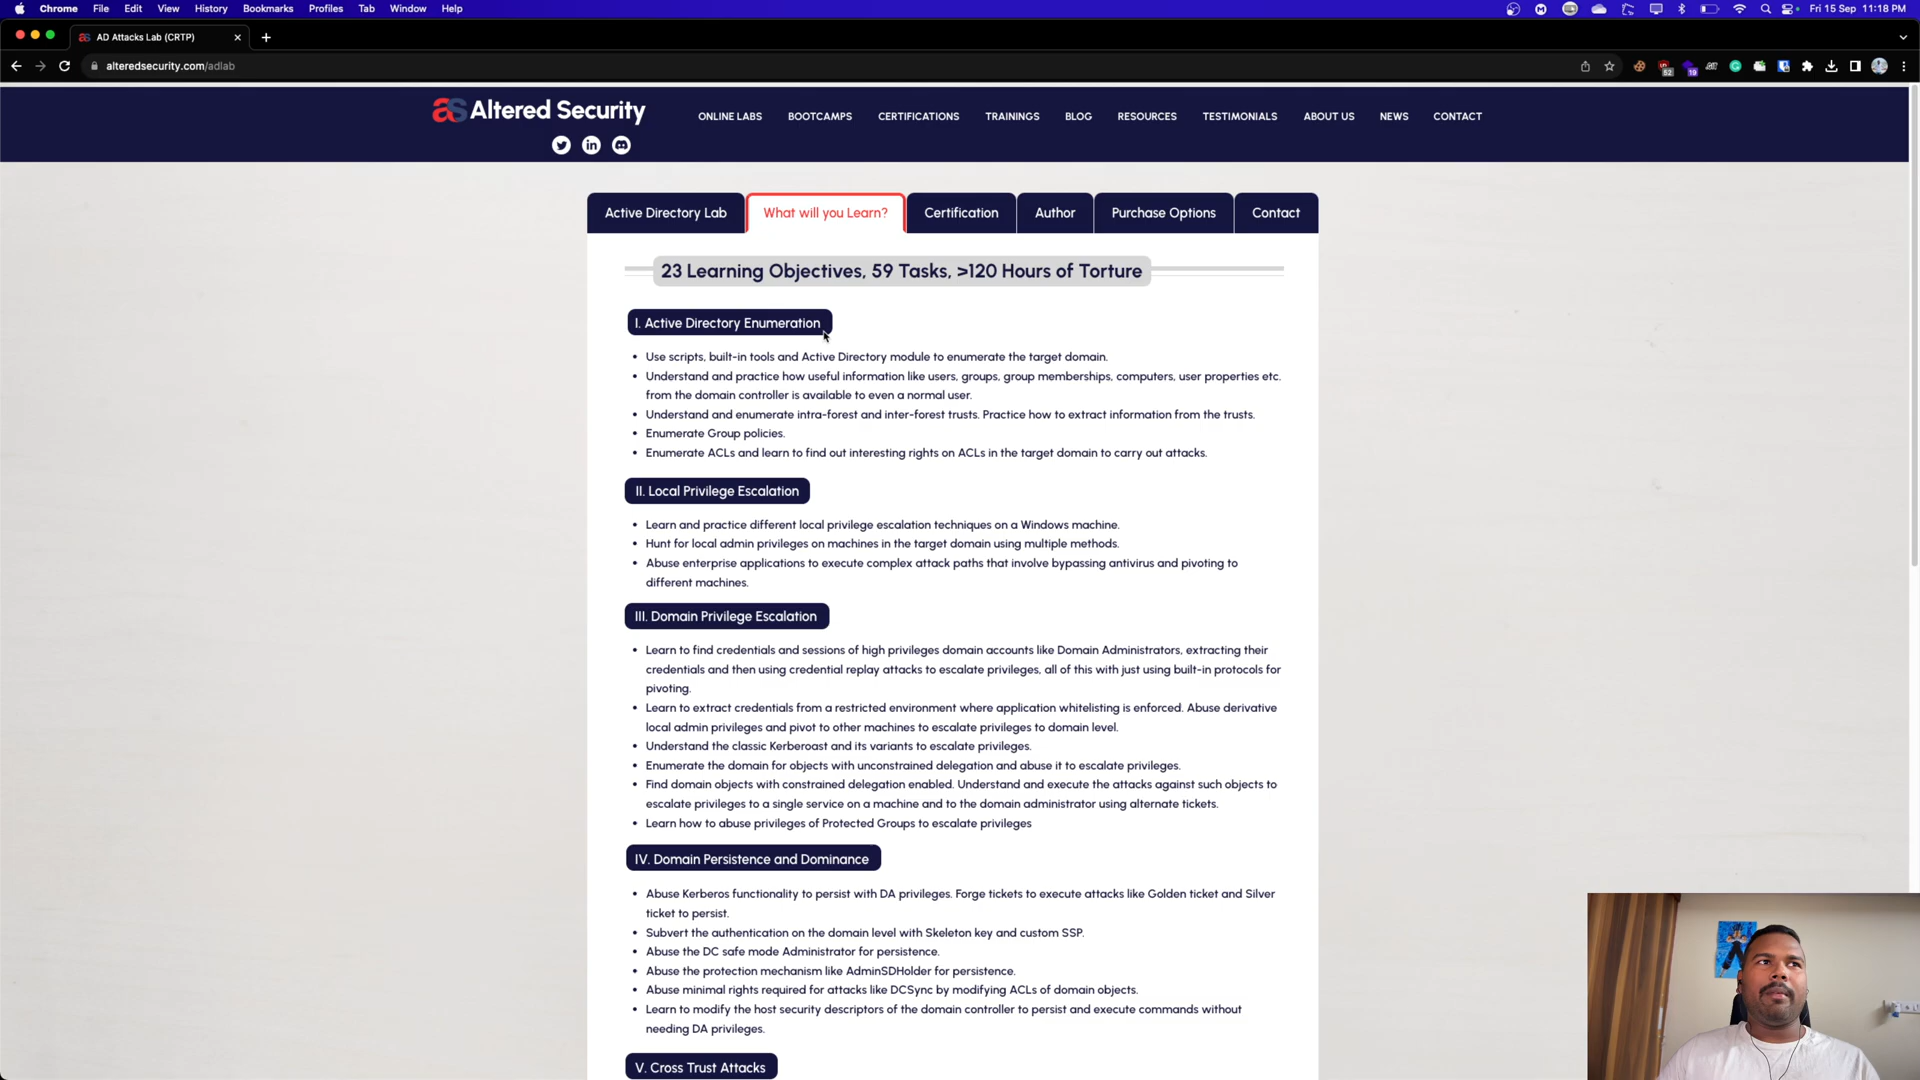 Chrome File Edit View History Bookmarks Profiles Tab Window Help Fri 15 Sep 11:18 PM
AD Attacks Lab (CRTP)
alteredsecurity.com/adlab
52
19
Altered Security
ONLINE LABS BOOTCAMPS CERTIFICATIONS TRAININGS BLOG RESOURCES TESTIMONIALS ABOUT US NEWS CONTACT
Active Directory Lab What will you Learn? Certification Author Purchase Options Contact
23 Learning Objectives, 59 Tasks, >120 Hours of Torture
I. Active Directory Enumeration
• Use scripts, built-in tools and Active Directory module to enumerate the target domain.
• Understand and practice how useful information like users, groups, group memberships, computers, user properties etc.
from the domain controller is available to even a normal user.
• Understand and enumerate intra-forest and inter-forest trusts. Practice how to extract information from the trusts.
• Enumerate Group policies.
• Enumerate ACLs and learn to find out interesting rights on ACLs in the target domain to carry out attacks.
II. Local Privilege Escalation
• Learn and practice different local privilege escalation techniques on a Windows machine.
• Hunt for local admin privileges on machines in the target domain using multiple methods.
• Abuse enterprise applications to execute complex attack paths that involve bypassing antivirus and pivoting to
different machines.
III. Domain Privilege Escalation
• Learn to find credentials and sessions of high privileges domain accounts like Domain Administrators, extracting their
credentials and then using credential replay attacks to escalate privileges, all of this with just using built-in protocols for
pivoting.
• Learn to extract credentials from a restricted environment where application whitelisting is enforced. Abuse derivative
local admin privileges and pivot to other machines to escalate privileges to domain level.
• Understand the classic Kerberoast and its variants to escalate privileges.
• Enumerate the domain for objects with unconstrained delegation and abuse it to escalate privileges.
• Find domain objects with constrained delegation enabled. Understand and execute the attacks against such objects to
escalate privileges to a single service on a machine and to the domain administrator using alternate tickets.
• Learn how to abuse privileges of Protected Groups to escalate privileges
IV. Domain Persistence and Dominance
• Abuse Kerberos functionality to persist with DA privileges. Forge tickets to execute attacks like Golden ticket and Silver
ticket to persist.
• Subvert the authentication on the domain level with Skeleton key and custom SSP.
• Abuse the DC safe mode Administrator for persistence.
• Abuse the protection mechanism like AdminSDHolder for persistence.
• Abuse minimal rights required for attacks like DCSync by modifying ACLs of domain objects.
• Learn to modify the host security descriptors of the domain controller to persist and execute commands without
needing DA privileges.
V. Cross Trust Attacks